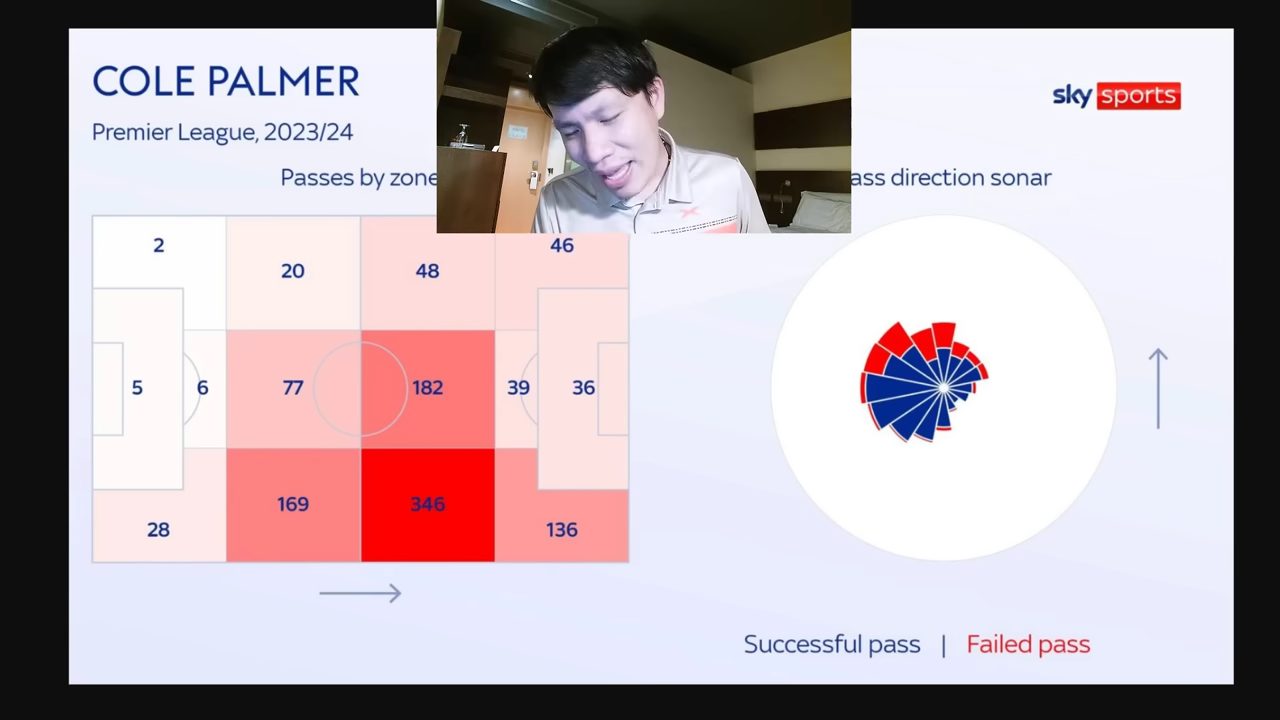 COLE PALMER
Premier League, 2023/24
sky sports
Passes by zone
ass direction sonar
2
20
48
46
5
6
77
182
39
36
28
169
346
136
Successful pass | Failed pass